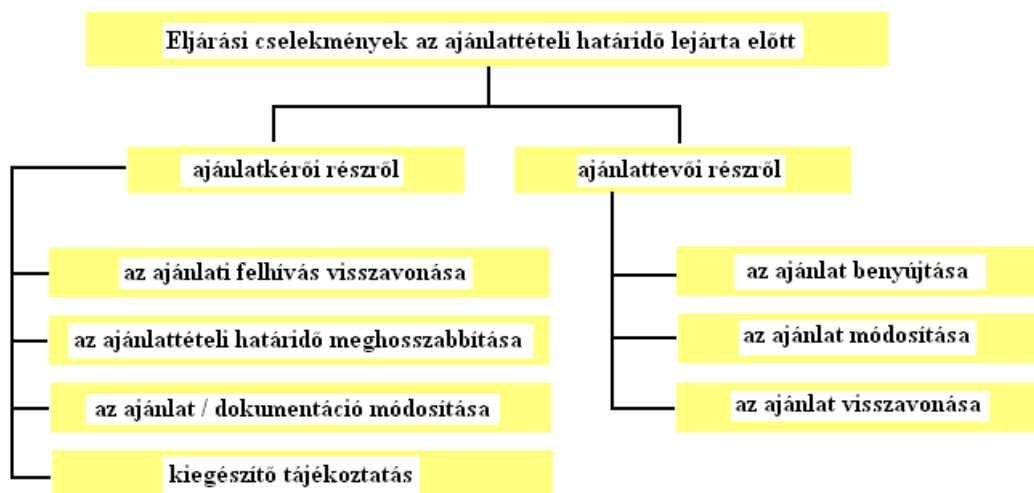 Eljárási cselekmények az ajánlattételi határidő lejárta előtt
ajánlatkérői részről
az ajánlati felhívás visszavonása
az ajánlattételi határidő meghosszabbítása
az ajánlat / dokumentáció módosítása
kiegészítő tájékoztatás
ajánlattevői részről
az ajánlat benyújtása
az ajánlat módosítása
az ajánlat visszavonása